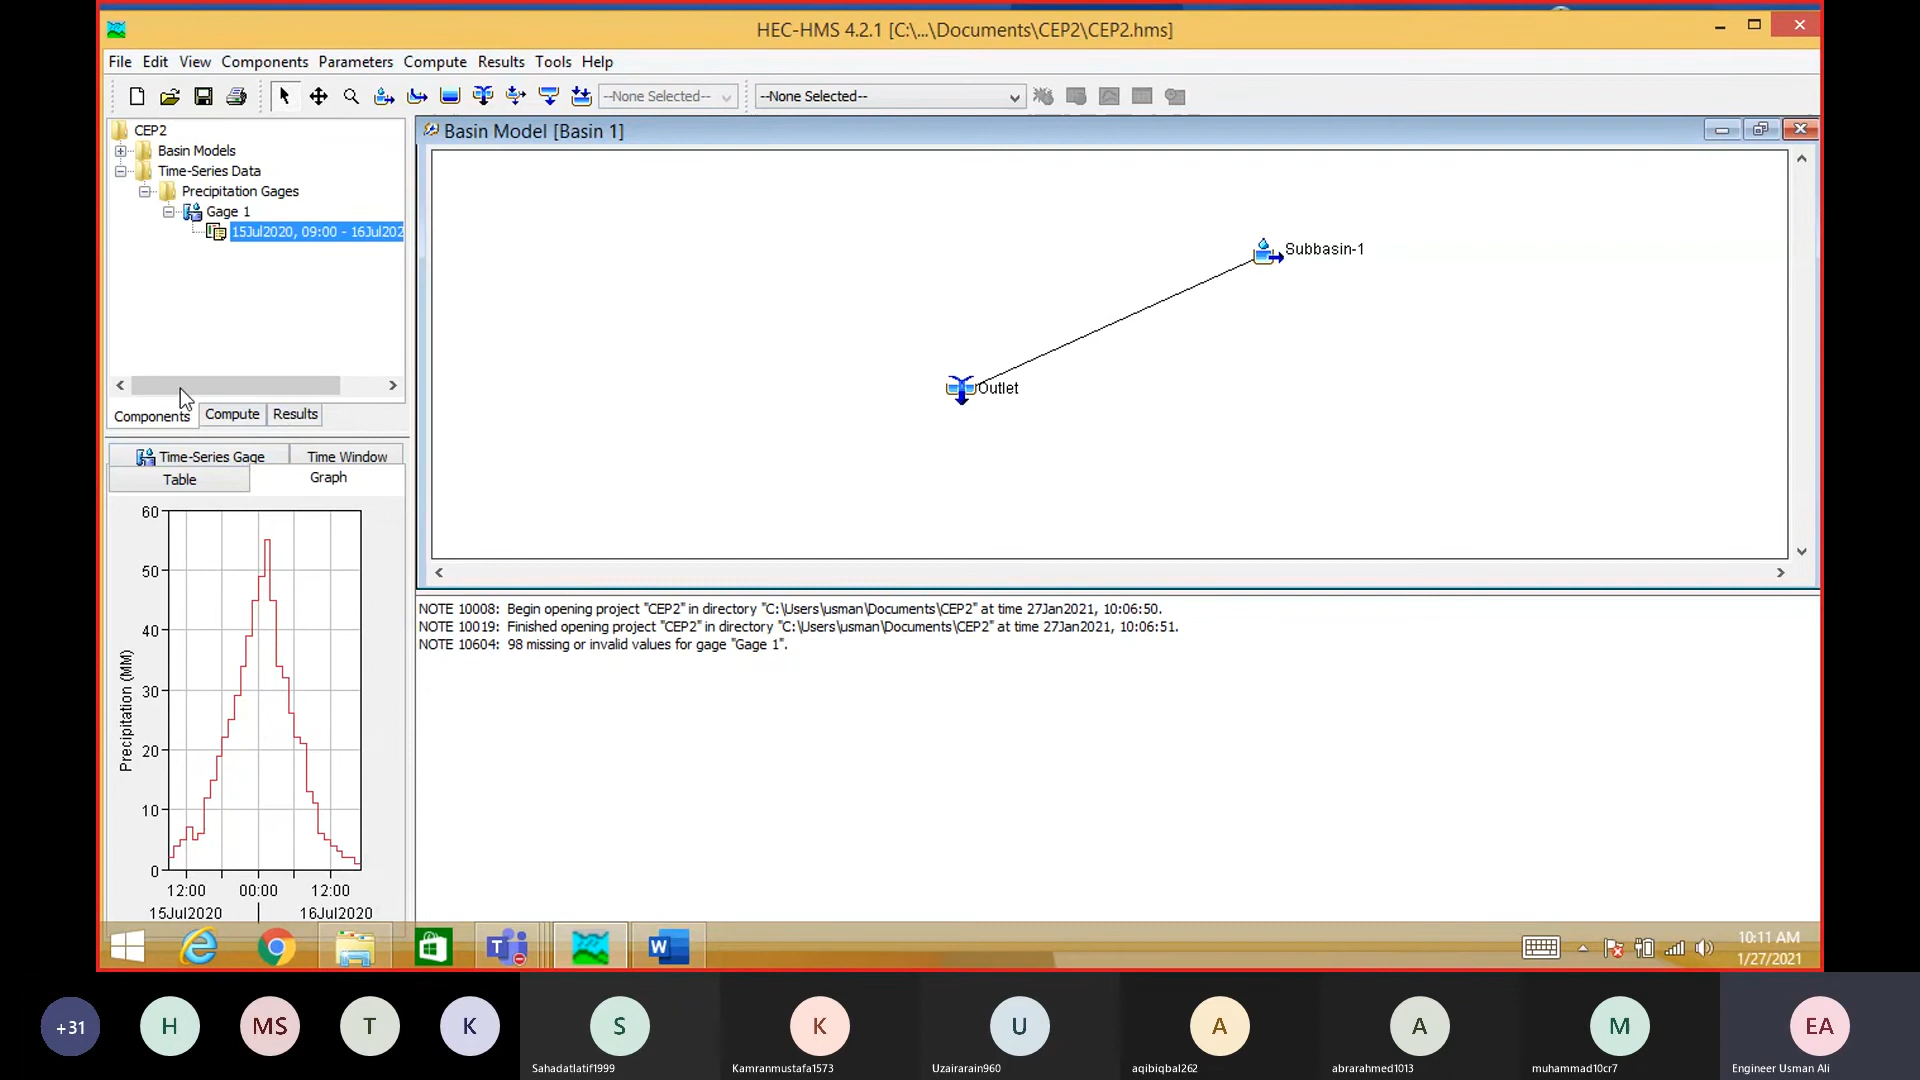 HEC-HMS 4.2.1 [C:\...\Documents\CEP2\CEP2.hms]
File Edit View Components Parameters Compute Results Tools Help
--None Selected-- --None Selected--
CEP2
Basin Models
Time-Series Data
Precipitation Gages
Gage 1
15Jul2020, 09:00 - 16Jul202
Components Compute Results
Basin Model [Basin 1]
Subbasin-1
Outlet
Time-Series Gage Time Window
Table Graph
60
50
40
30
20
10
0
Precipitation (MM)
12:00 00:00 12:00
15Jul2020 16Jul2020
NOTE 10008: Begin opening project "CEP2" in directory "C:\Users\usman\Documents\CEP2" at time 27Jan2021, 10:06:50.
NOTE 10019: Finished opening project "CEP2" in directory "C:\Users\usman\Documents\CEP2" at time 27Jan2021, 10:06:51.
NOTE 10604: 98 missing or invalid values for gage "Gage 1".
T W
10:11 AM
1/27/2021
+31 H MS T K S K U A A M EA
Sahadatlatif1999 Kamranmustafa1573 Uzairarain960 aqibiqbal262 abrarahmed1013 muhammad10cr7 Engineer Usman Ali